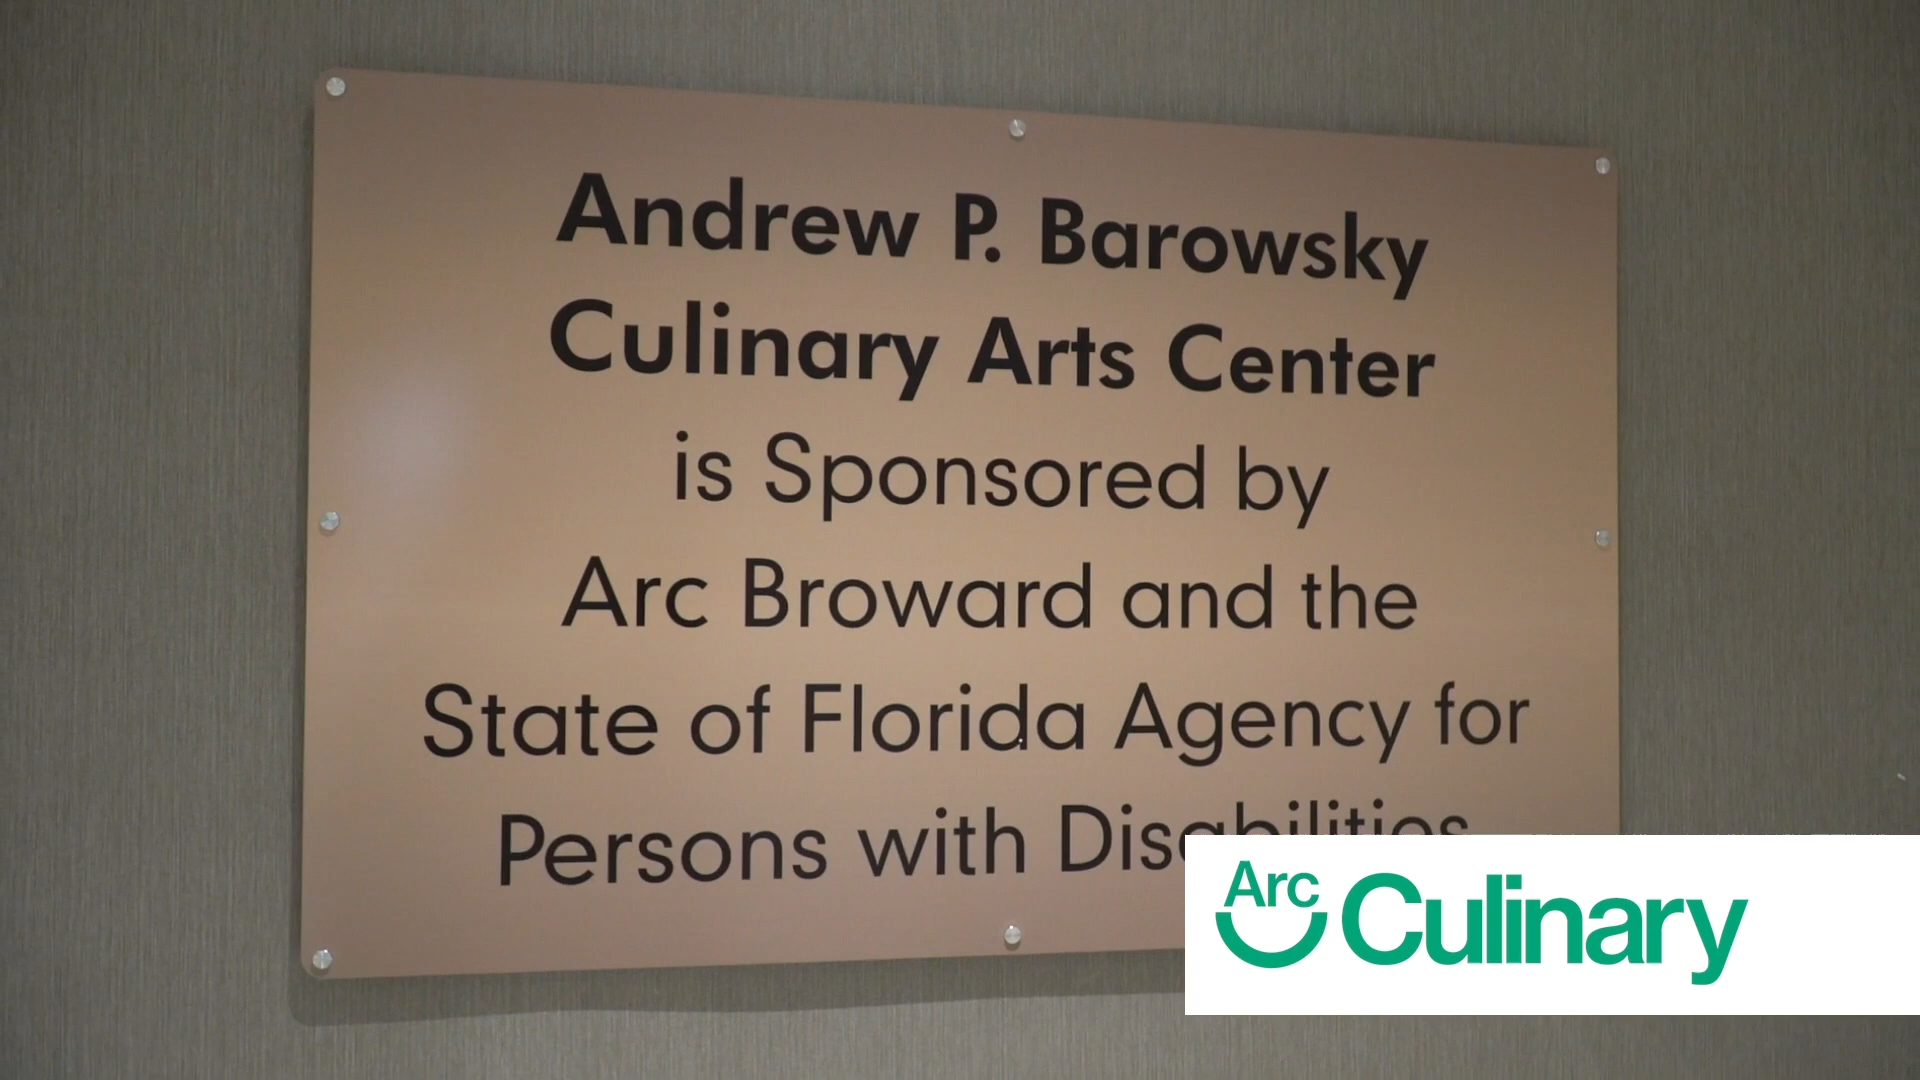 Andrew P. Barowsky
Culinary Arts Center
is Sponsored by
Arc Broward and the
State of Florida Agency for
Persons with Disabilities
Arc Culinary